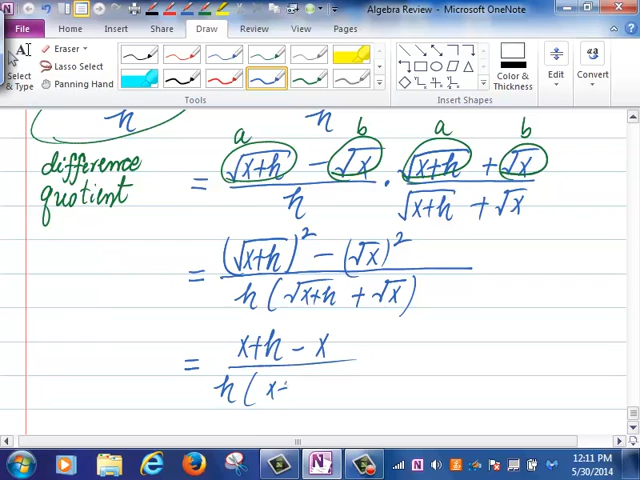 Algebra Review - Microsoft OneNote
File Home Insert Share Draw History Review View
Select & Type
Eraser
Lasso Select
Panning Hand
Color & Thickness
Edit
Convert
Tools
Insert Shapes
h h
a b a b
difference quotient
= √x+h − √x / h · √x+h + √x / √x+h + √x
= (√x+h)² − (√x)² / h(√x+h + √x)
= x+h − x / h( x
12:11 PM
5/30/2014